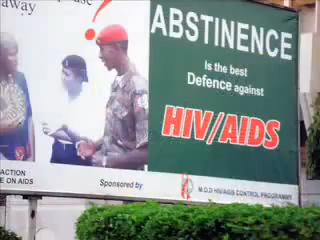 away
?
ABSTINENCE
is the best
Defence against
HIV/AIDS
ACTION
E ON AIDS
Sponsored by
M.O.D HIV/AIDS CONTROL PROGRAMME